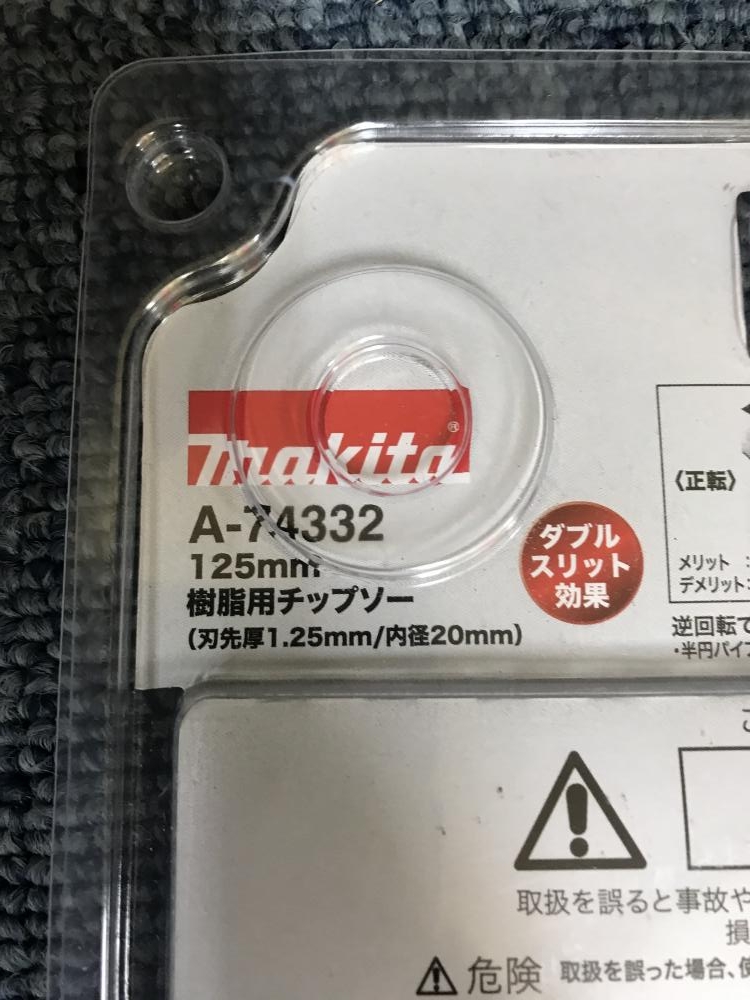 makita®
A-74332
125mm
樹脂用チップソー
(刃先厚1.25mm/内径20mm)
ダブル
スリット
効果
〈正転〉
メリット :
デメリット:
逆回転で
・半円パイプ
取扱を誤ると事故や
損
⚠危険 取扱を誤った場合、使